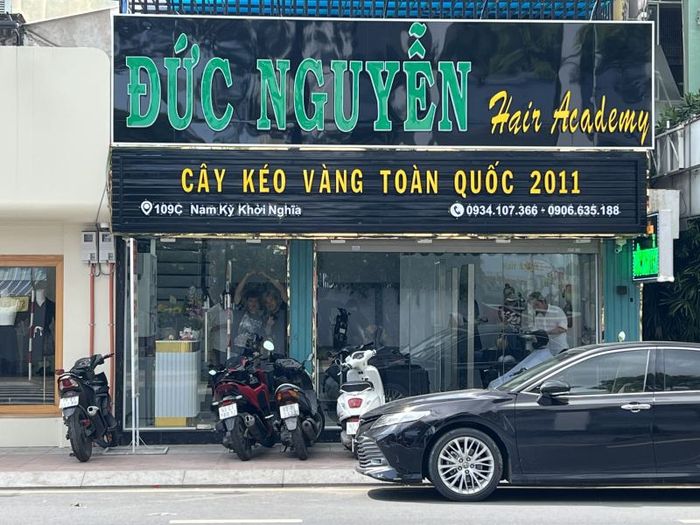 ĐỨC NGUYỄN Hair Academy
CÂY KÉO VÀNG TOÀN QUỐC 2011
109C Nam Kỳ Khởi Nghĩa
0934.107.366 - 0906.635.188